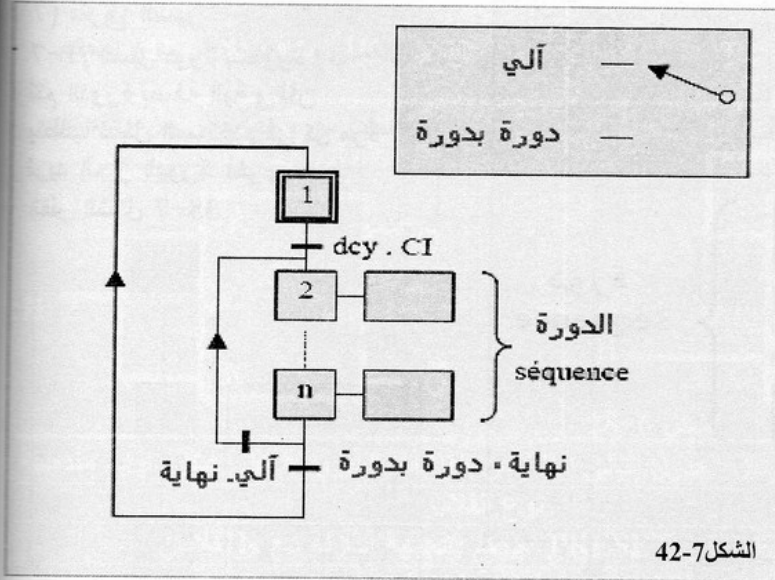 آلي
دورة بدورة
1
dcy . CI
2
الدورة
séquence
n
نهاية . دورة بدورة
آلي. نهاية
الشكل7-42